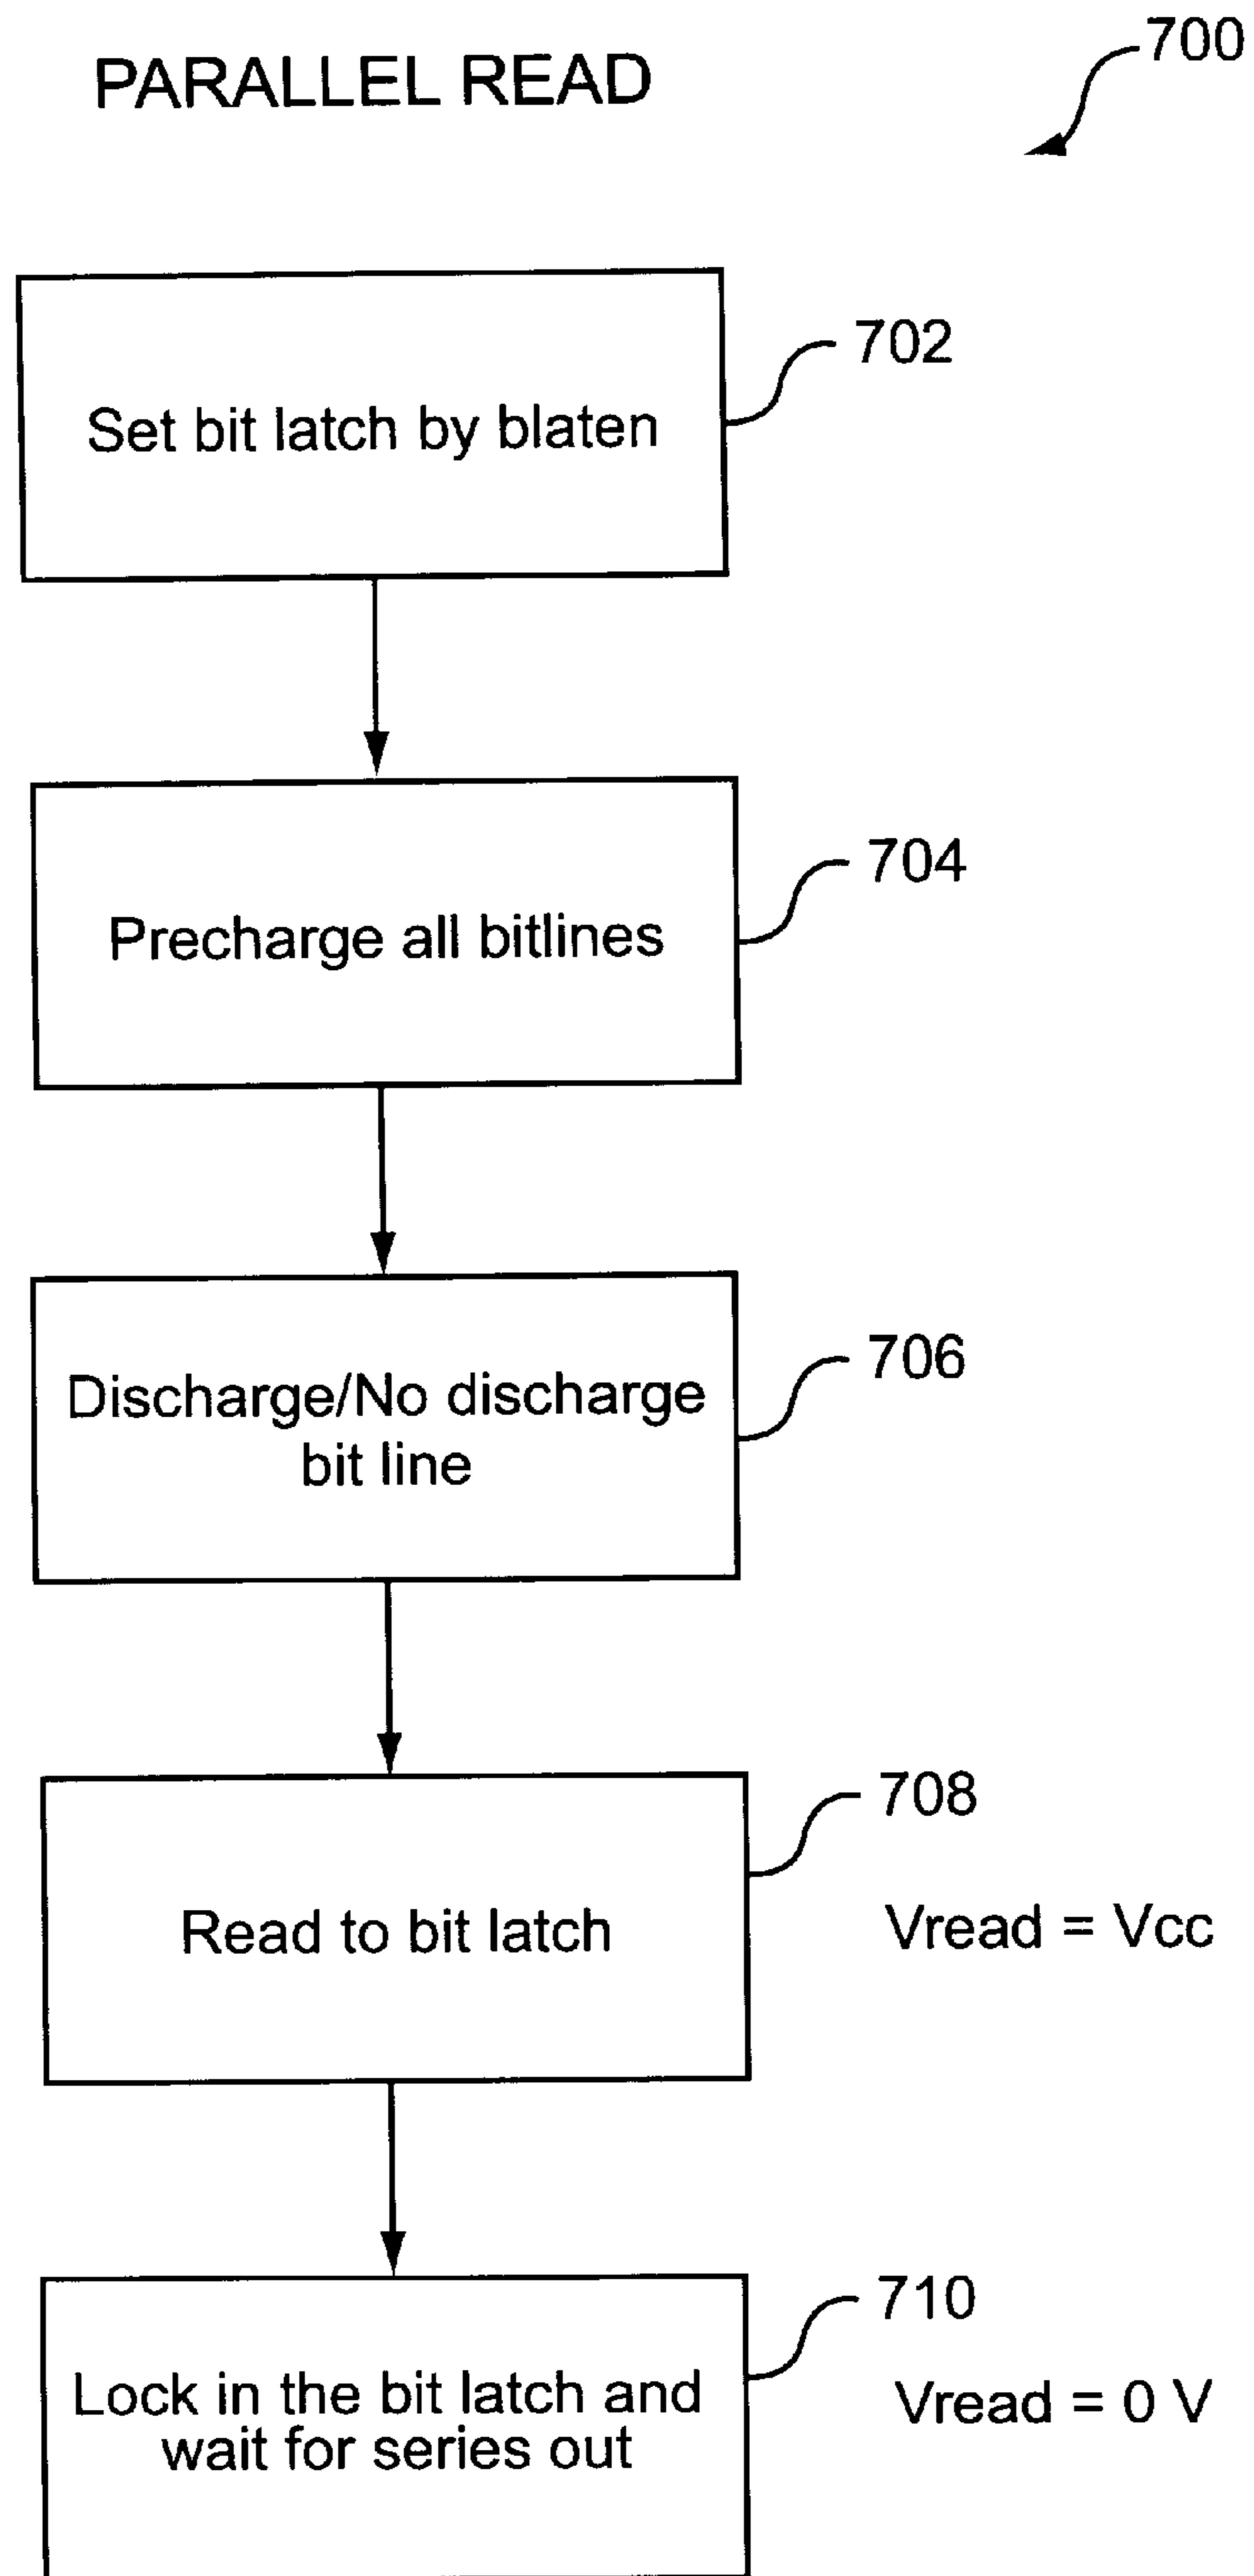 PARALLEL READ
700
Set bit latch by blaten
702
Precharge all bitlines
704
Discharge/No discharge
bit line
706
Read to bit latch
708
Vread = Vcc
Lock in the bit latch and
wait for series out
710
Vread = 0 V